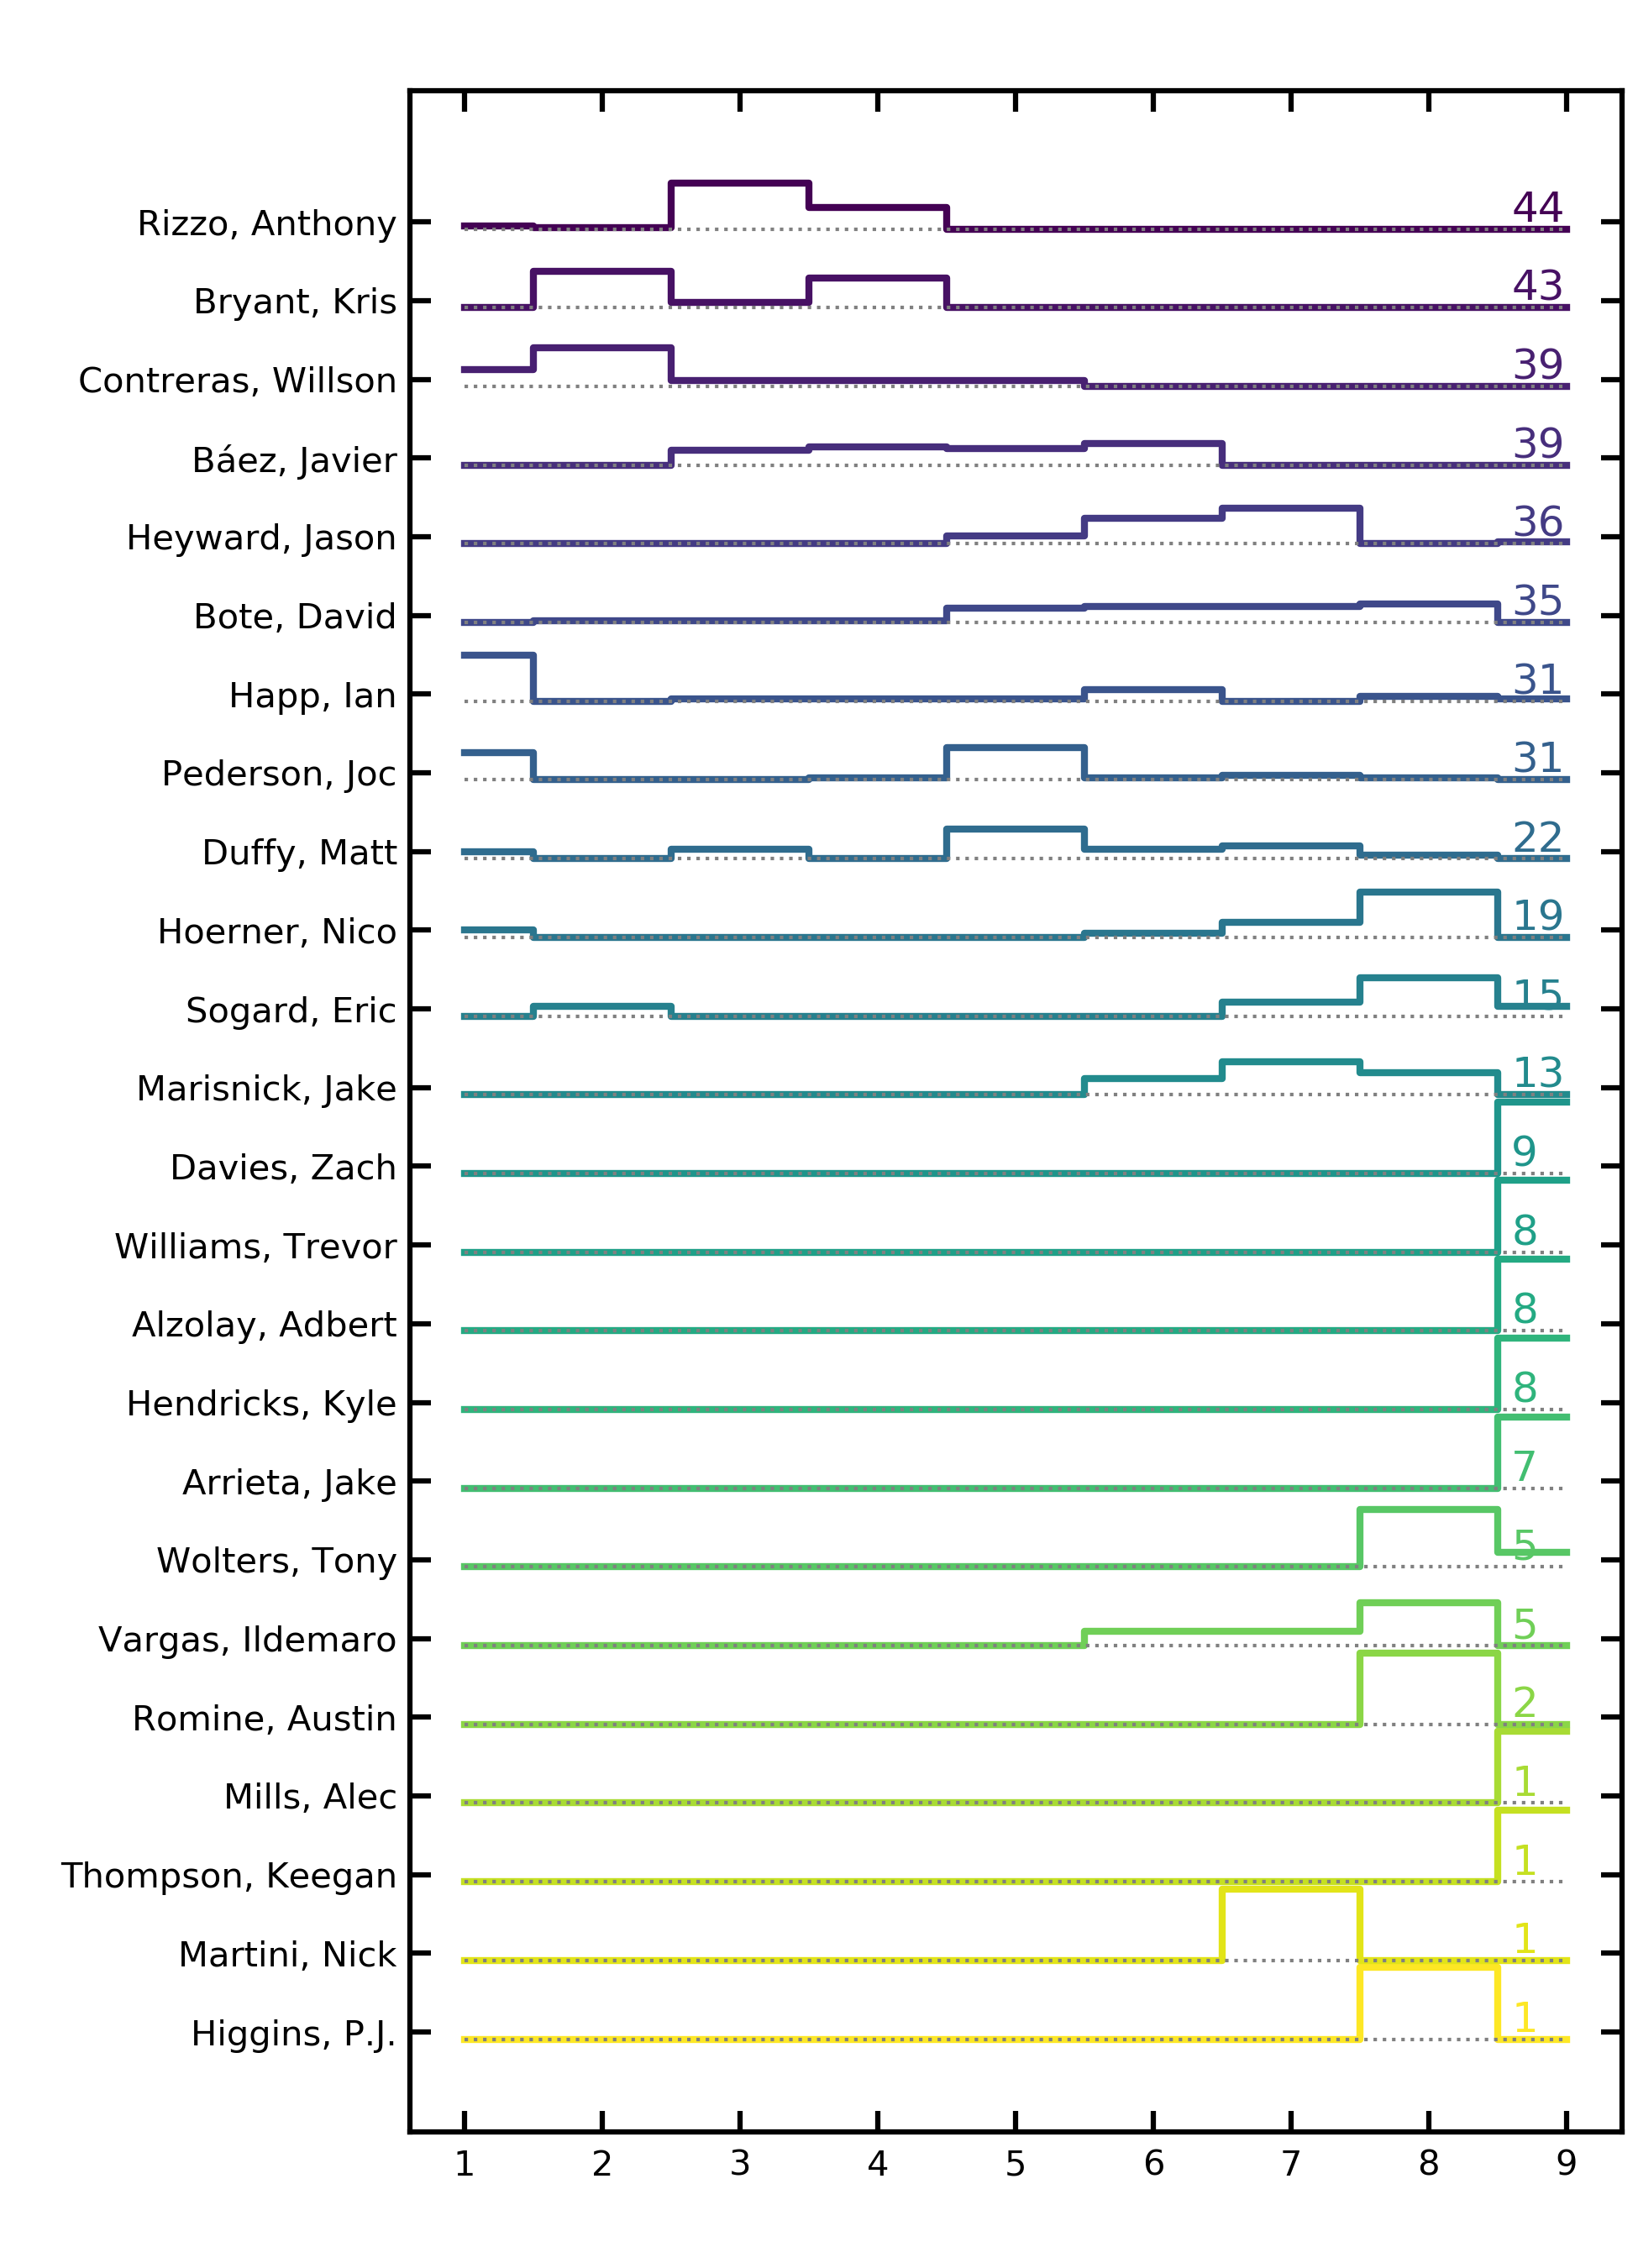 Rizzo, Anthony 44
Bryant, Kris 43
Contreras, Willson 39
Báez, Javier 39
Heyward, Jason 36
Bote, David 35
Happ, Ian 31
Pederson, Joc 31
Duffy, Matt 22
Hoerner, Nico 19
Sogard, Eric 15
Marisnick, Jake 13
Davies, Zach 9
Williams, Trevor 8
Alzolay, Adbert 8
Hendricks, Kyle 8
Arrieta, Jake 7
Wolters, Tony 5
Vargas, Ildemaro 5
Romine, Austin 2
Mills, Alec 1
Thompson, Keegan 1
Martini, Nick 1
Higgins, P.J. 1
1 2 3 4 5 6 7 8 9